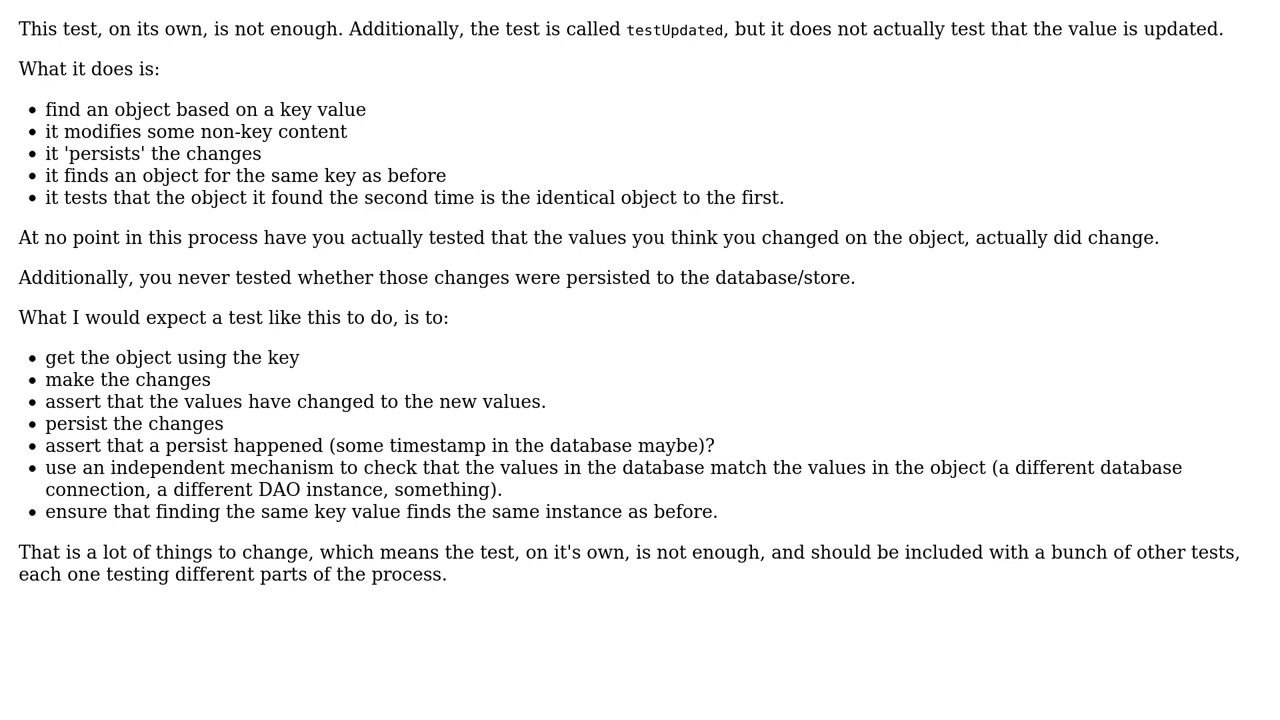 This test, on its own, is not enough. Additionally, the test is called testUpdated, but it does not actually test that the value is updated.
What it does is:
• find an object based on a key value
• it modifies some non-key content
• it 'persists' the changes
• it finds an object for the same key as before
• it tests that the object it found the second time is the identical object to the first.
At no point in this process have you actually tested that the values you think you changed on the object, actually did change.
Additionally, you never tested whether those changes were persisted to the database/store.
What I would expect a test like this to do, is to:
• get the object using the key
• make the changes
• assert that the values have changed to the new values.
• persist the changes
• assert that a persist happened (some timestamp in the database maybe)?
• use an independent mechanism to check that the values in the database match the values in the object (a different database
connection, a different DAO instance, something).
• ensure that finding the same key value finds the same instance as before.
That is a lot of things to change, which means the test, on it's own, is not enough, and should be included with a bunch of other tests,
each one testing different parts of the process.